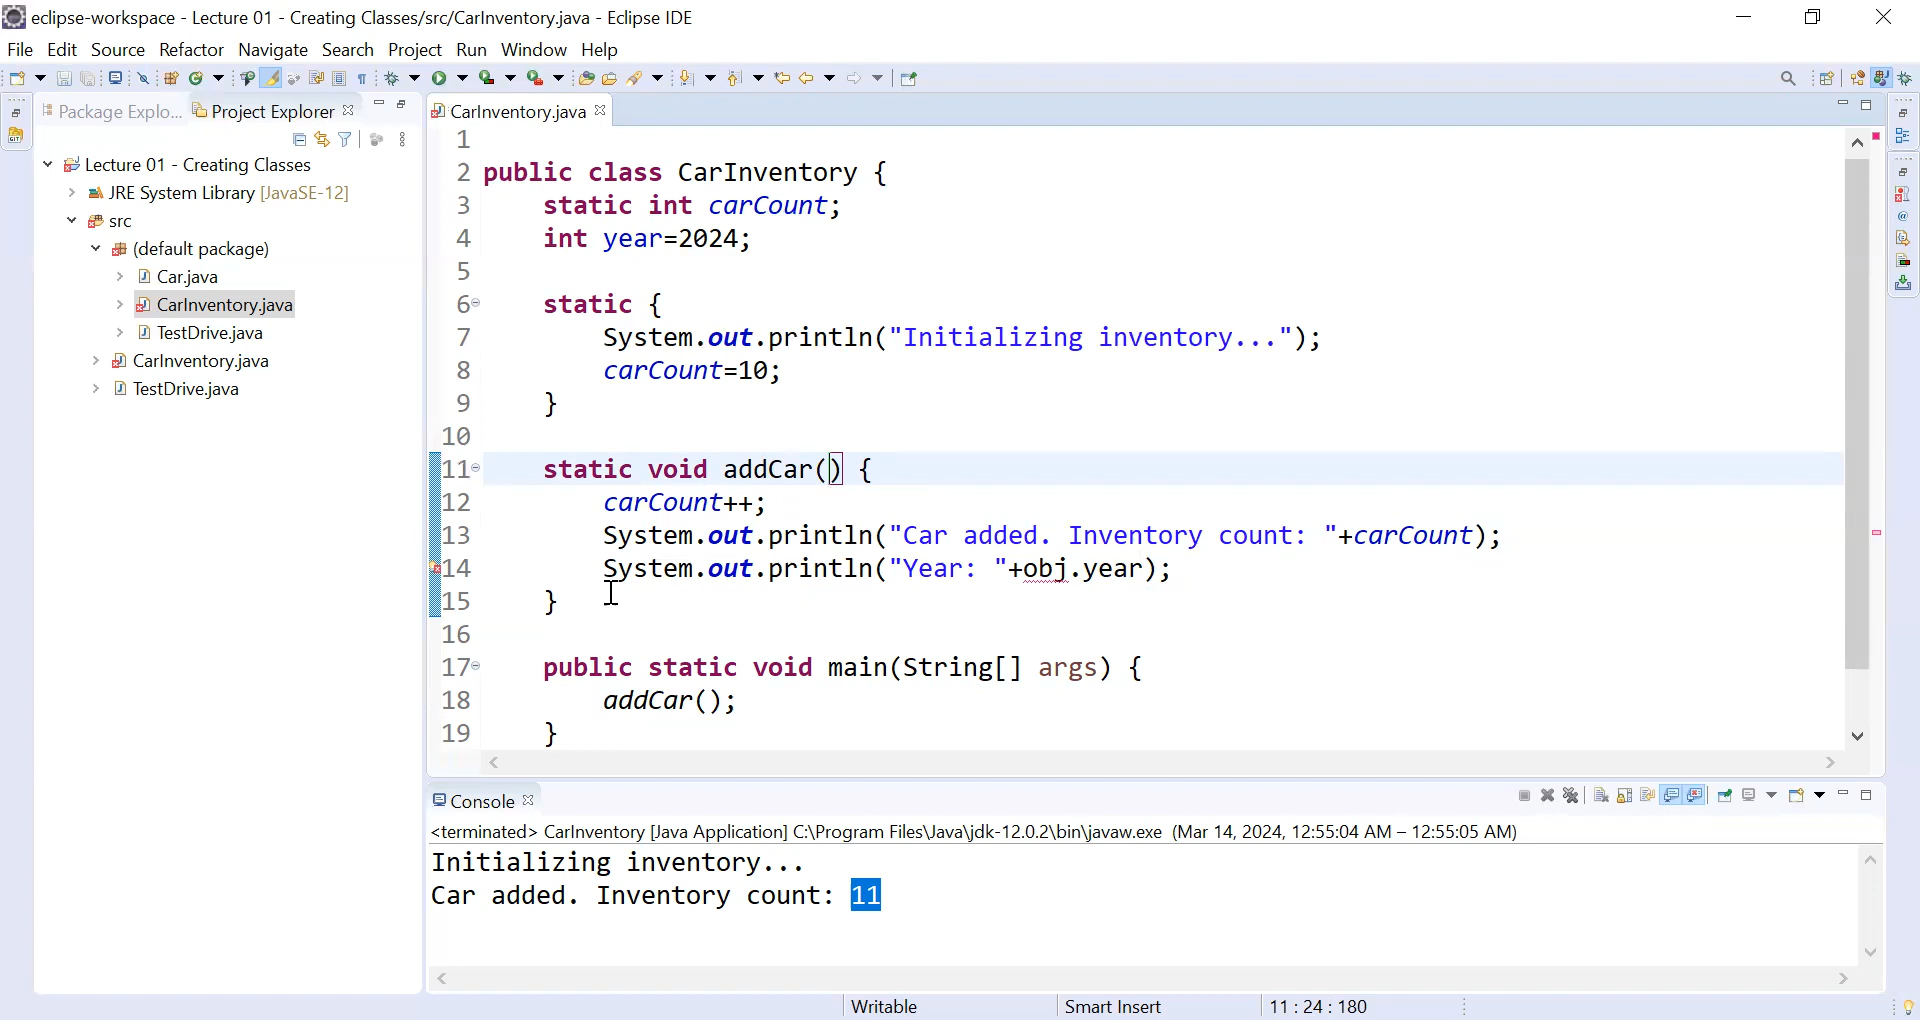 eclipse-workspace - Lecture 01 - Creating Classes/src/CarInventory.java - Eclipse IDE
File Edit Source Refactor Navigate Search Project Run Window Help
Package Explo... Project Explorer
Lecture 01 - Creating Classes
JRE System Library [JavaSE-12]
src
(default package)
Car.java
CarInventory.java
TestDrive.java
CarInventory.java
TestDrive.java
CarInventory.java
1
2 public class CarInventory {
3 static int carCount;
4 int year=2024;
5
6 static {
7 System.out.println("Initializing inventory...");
8 carCount=10;
9 }
10
11 static void addCar() {
12 carCount++;
13 System.out.println("Car added. Inventory count: "+carCount);
14 System.out.println("Year: "+obj.year);
15 }
16
17 public static void main(String[] args) {
18 addCar();
19 }
Console
<terminated> CarInventory [Java Application] C:\Program Files\Java\jdk-12.0.2\bin\javaw.exe (Mar 14, 2024, 12:55:04 AM – 12:55:05 AM)
Initializing inventory...
Car added. Inventory count: 11
Writable Smart Insert 11 : 24 : 180